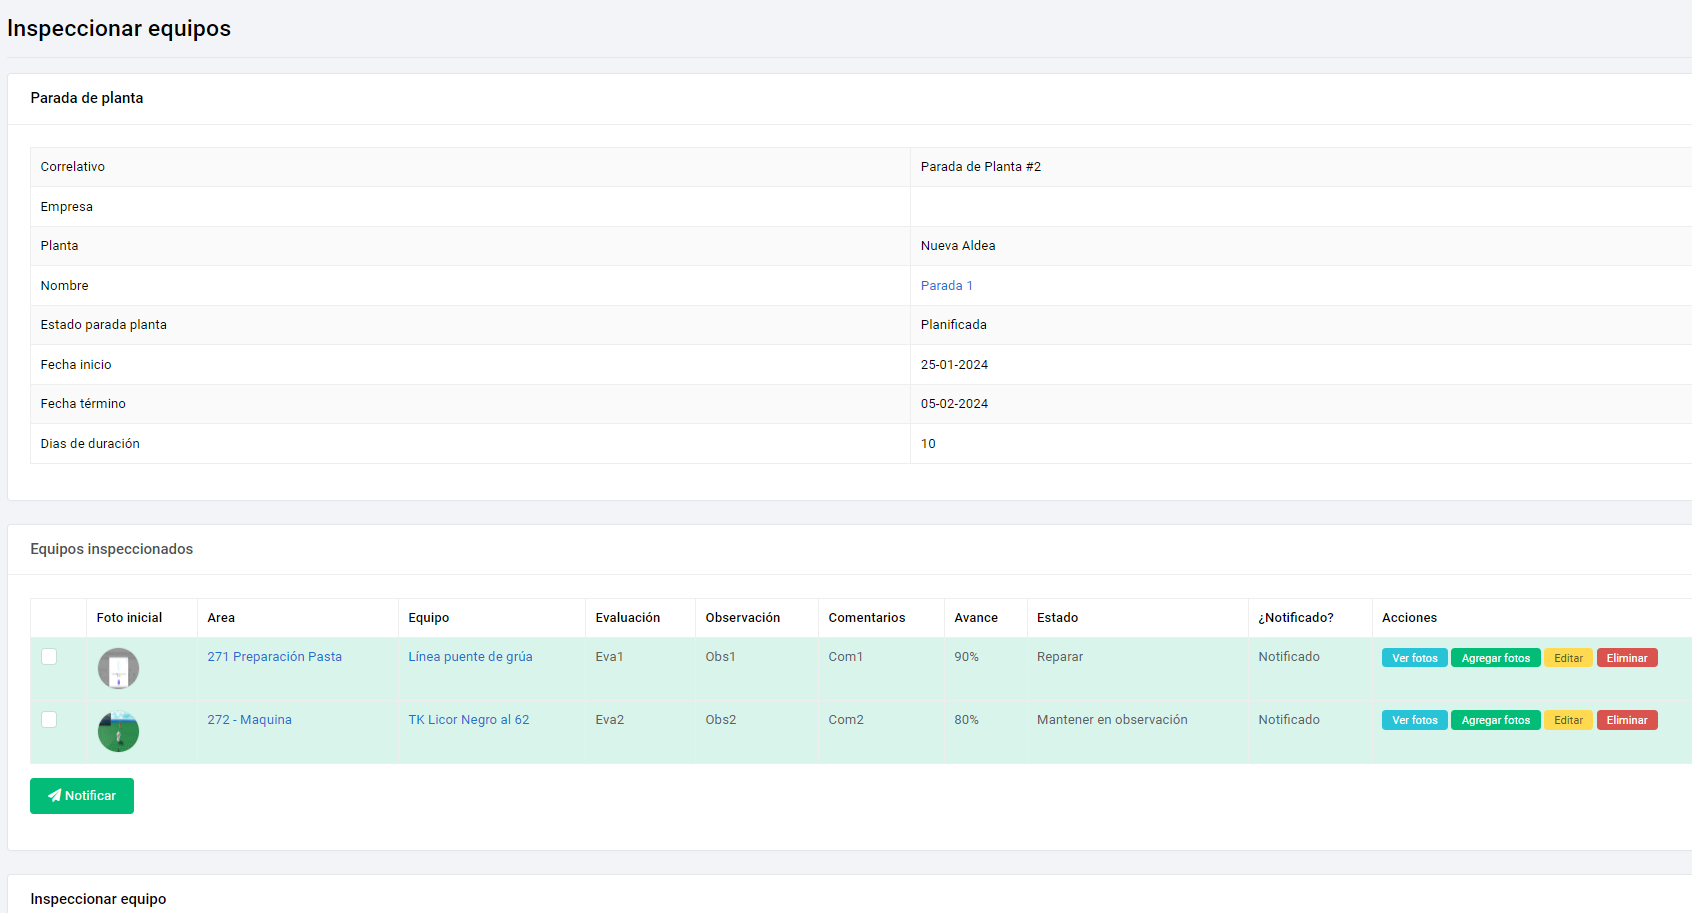 Inspeccionar equipos
Parada de planta
Correlativo Parada de Planta #2
Empresa
Planta Nueva Aldea
Nombre Parada 1
Estado parada planta Planificada
Fecha inicio 25-01-2024
Fecha término 05-02-2024
Dias de duración 10
Equipos inspeccionados
Foto inicial Area Equipo Evaluación Observación Comentarios Avance Estado ¿Notificado? Acciones
271 Preparación Pasta Línea puente de grúa Eva1 Obs1 Com1 90% Reparar Notificado Ver fotos Agregar fotos Editar Eliminar
272 - Maquina TK Licor Negro al 62 Eva2 Obs2 Com2 80% Mantener en observación Notificado Ver fotos Agregar fotos Editar Eliminar
Notificar
Inspeccionar equipo